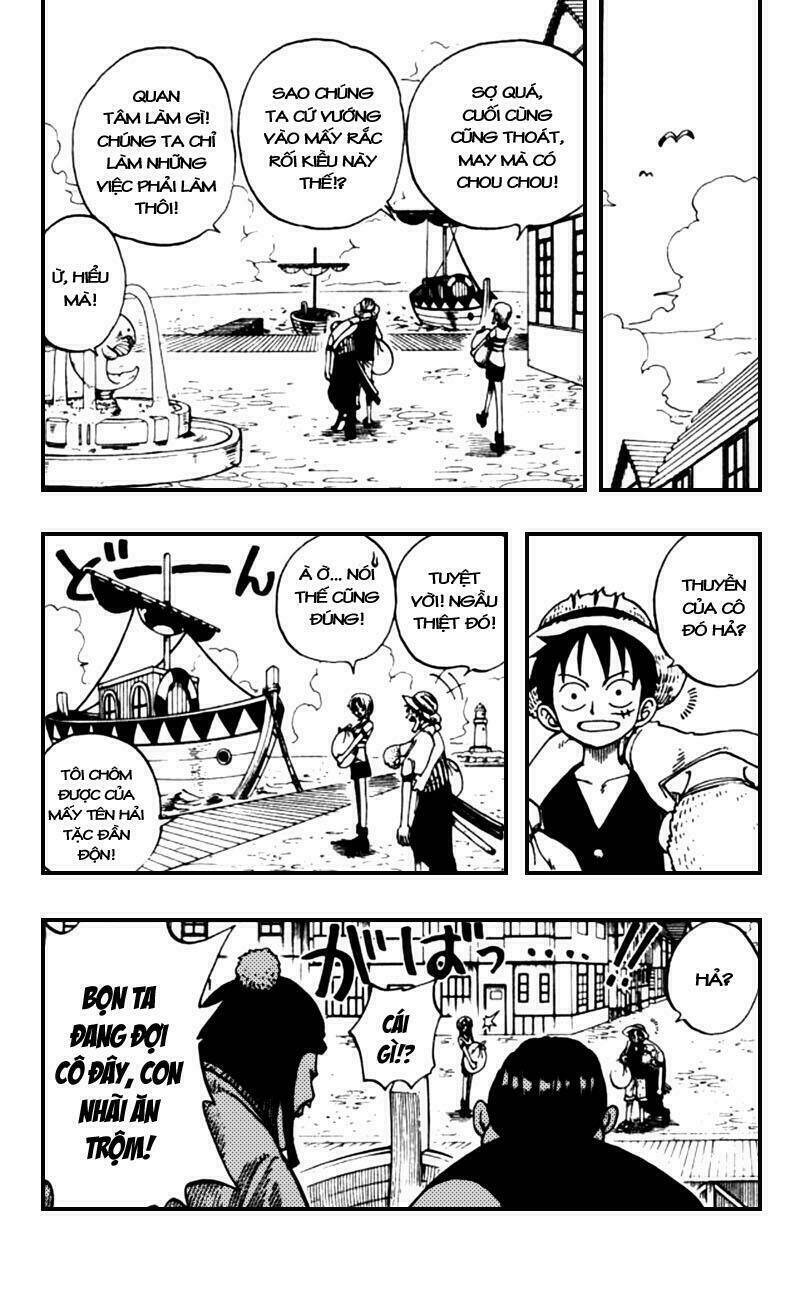 SỢ QUÁ,
CUỐI CÙNG
CŨNG THOÁT,
MAY MÀ CÓ
CHOU CHOU!
SAO CHÚNG
TA CỨ VƯỚNG
VÀO MẤY RẮC
RỐI KIỂU NÀY
THẾ!?
QUAN
TÂM LÀM GÌ!
CHÚNG TA CHỈ
LÀM NHỮNG
VIỆC PHẢI LÀM
THÔI!
Ừ, HIỂU
MÀ!
THUYỀN
CỦA CÔ
ĐÓ HẢ?
TUYỆT
VỜI! NGẦU
THIỆT ĐÓ!
À Ờ... NÓI
THẾ CŨNG
ĐÚNG!
どーーん
TÔI CHÔM
ĐƯỢC CỦA
MẤY TÊN HẢI
TẶC ĐẦN
ĐỘN!
HẢ?
がばっ...!!
CÁI
GÌ!?
BỌN TA
ĐANG ĐỢI
CÔ ĐÂY, CON
NHÃI ĂN
TRỘM!